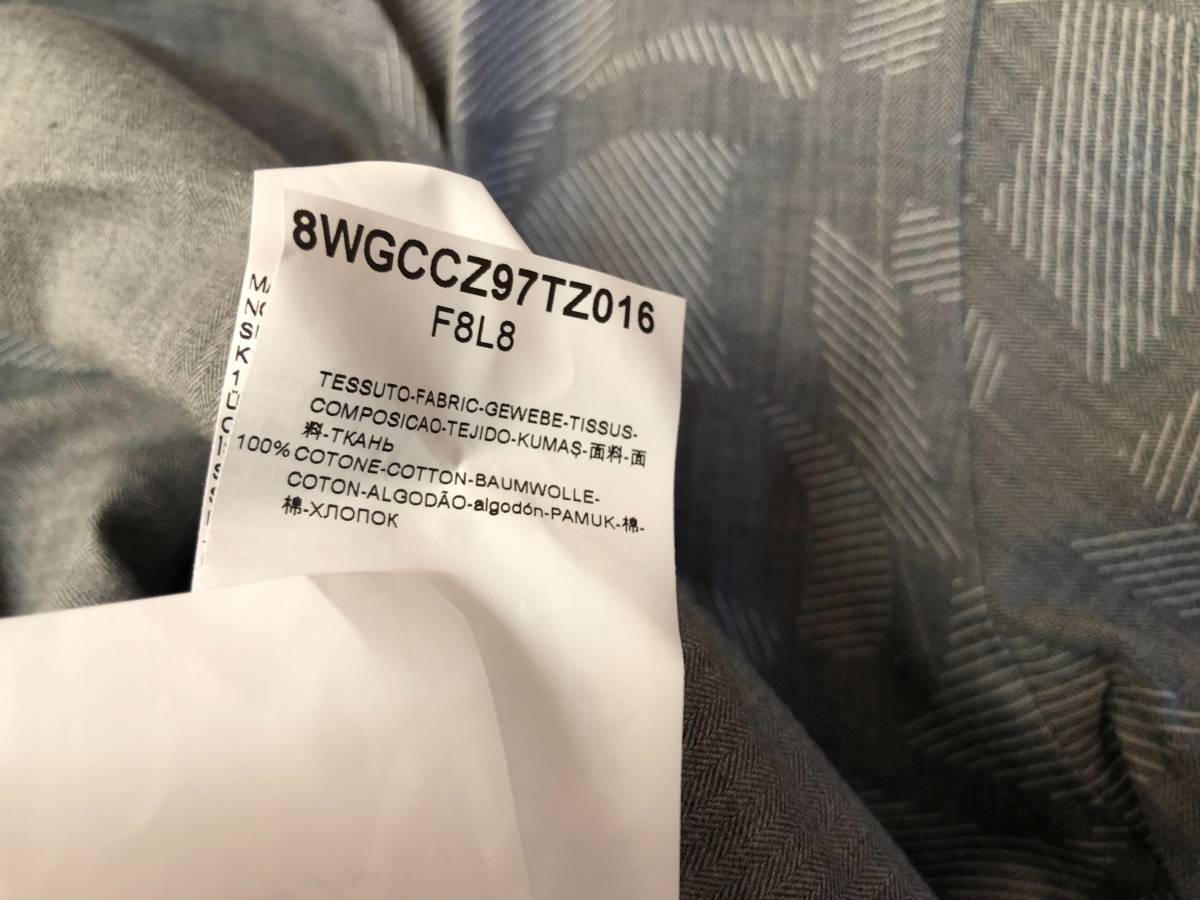 8WGCCZ97TZ016
F8L8
TESSUTO-FABRIC-GEWEBE-TISSUS-
COMPOSICAO-TEJIDO-KUMAŞ-面料-面
料-ТКАНЬ
100% COTONE-COTTON-BAUMWOLLE-
COTON-ALGODÃO-algodón-PAMUK-棉-
棉-ХЛОПОК